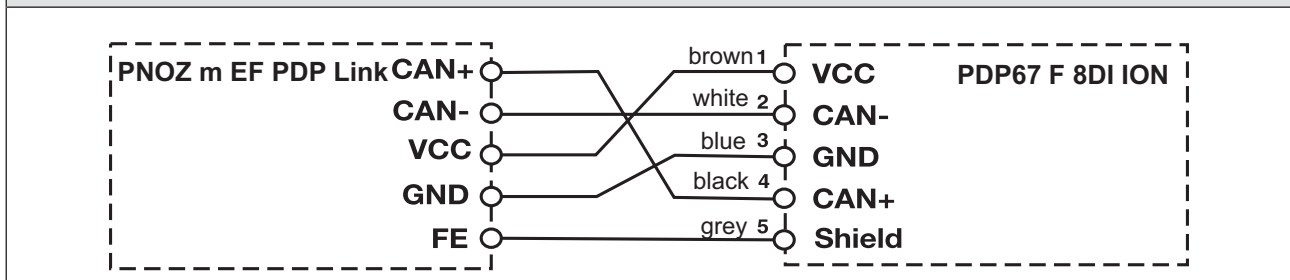 PNOZ m EF PDP Link CAN+ brown 1 VCC PDP67 F 8DI ION
CAN- white 2 CAN-
VCC blue 3 GND
GND black 4 CAN+
FE grey 5 Shield